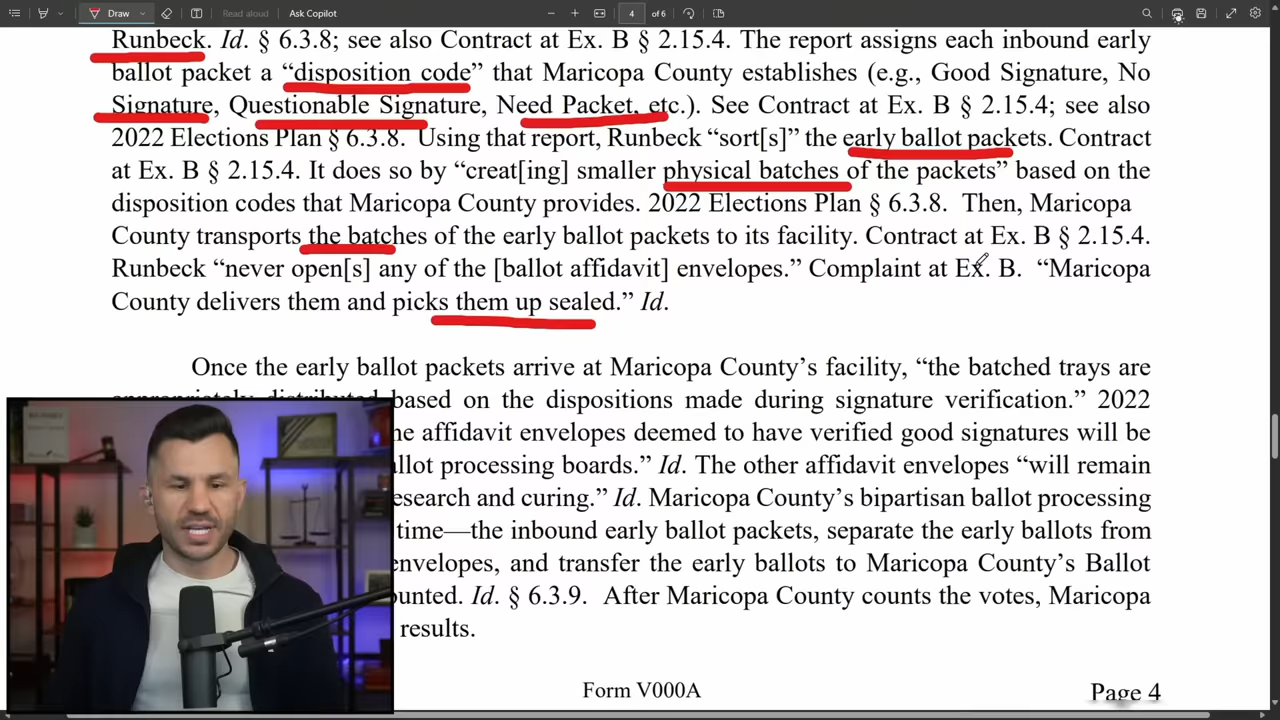 Draw
Read aloud
Ask Copilot
4 of 6
Runbeck. Id. § 6.3.8; see also Contract at Ex. B § 2.15.4. The report assigns each inbound early
ballot packet a “disposition code” that Maricopa County establishes (e.g., Good Signature, No
Signature, Questionable Signature, Need Packet, etc.). See Contract at Ex. B § 2.15.4; see also
2022 Elections Plan § 6.3.8. Using that report, Runbeck “sort[s]” the early ballot packets. Contract
at Ex. B § 2.15.4. It does so by “creat[ing] smaller physical batches of the packets” based on the
disposition codes that Maricopa County provides. 2022 Elections Plan § 6.3.8. Then, Maricopa
County transports the batches of the early ballot packets to its facility. Contract at Ex. B § 2.15.4.
Runbeck “never open[s] any of the [ballot affidavit] envelopes.” Complaint at Ex. B. “Maricopa
County delivers them and picks them up sealed.” Id.
Once the early ballot packets arrive at Maricopa County’s facility, “the batched trays are
based on the dispositions made during signature verification.” 2022
he affidavit envelopes deemed to have verified good signatures will be
allot processing boards.” Id. The other affidavit envelopes “will remain
esearch and curing.” Id. Maricopa County’s bipartisan ballot processing
time—the inbound early ballot packets, separate the early ballots from
envelopes, and transfer the early ballots to Maricopa County’s Ballot
ounted. Id. § 6.3.9. After Maricopa County counts the votes, Maricopa
results.
Form V000A
Page 4